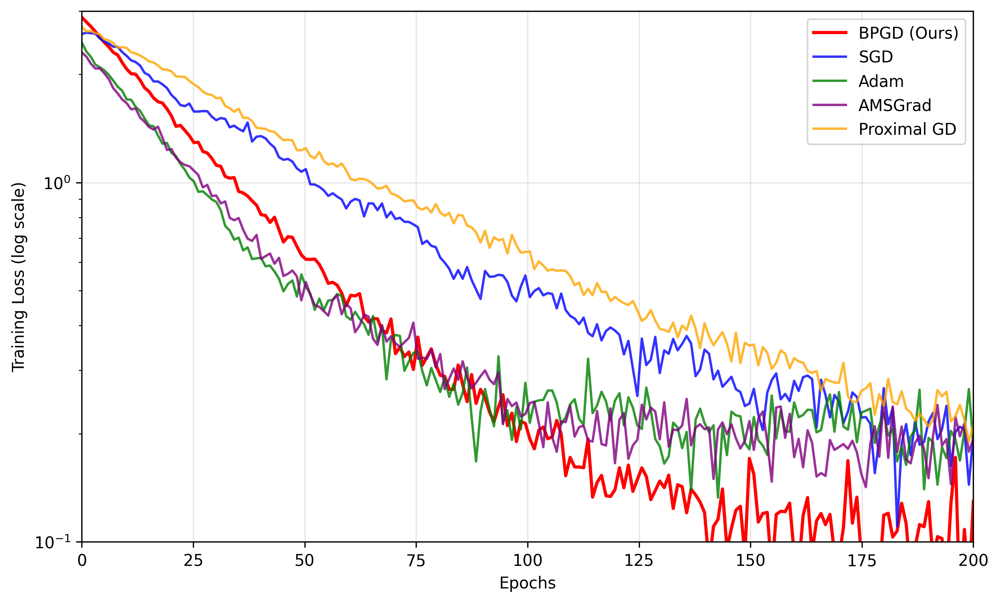 BPGD (Ours)
SGD
Adam
AMSGrad
Proximal GD
Training Loss (log scale)
10⁰
10⁻¹
0 25 50 75 100 125 150 175 200
Epochs